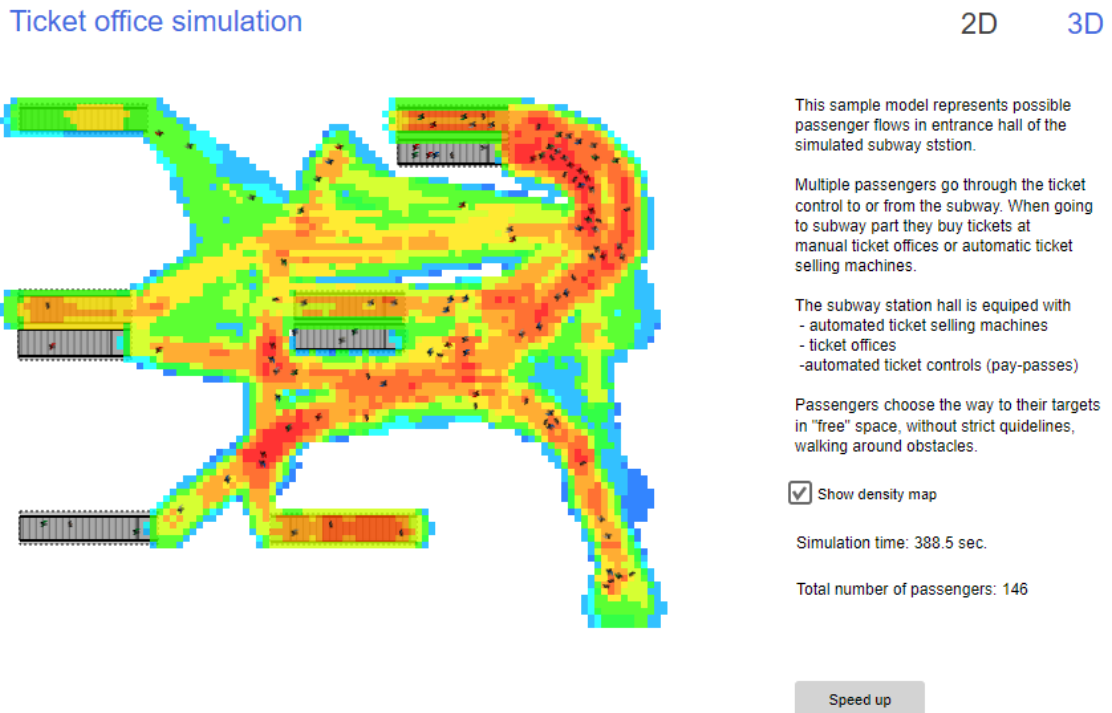 Ticket office simulation
2D
3D
This sample model represents possible
passenger flows in entrance hall of the
simulated subway ststion.
Multiple passengers go through the ticket
control to or from the subway. When going
to subway part they buy tickets at
manual ticket offices or automatic ticket
selling machines.
The subway station hall is equiped with
- automated ticket selling machines
- ticket offices
-automated ticket controls (pay-passes)
Passengers choose the way to their targets
in "free" space, without strict quidelines,
walking around obstacles.
Show density map
Simulation time: 388.5 sec.
Total number of passengers: 146
Speed up